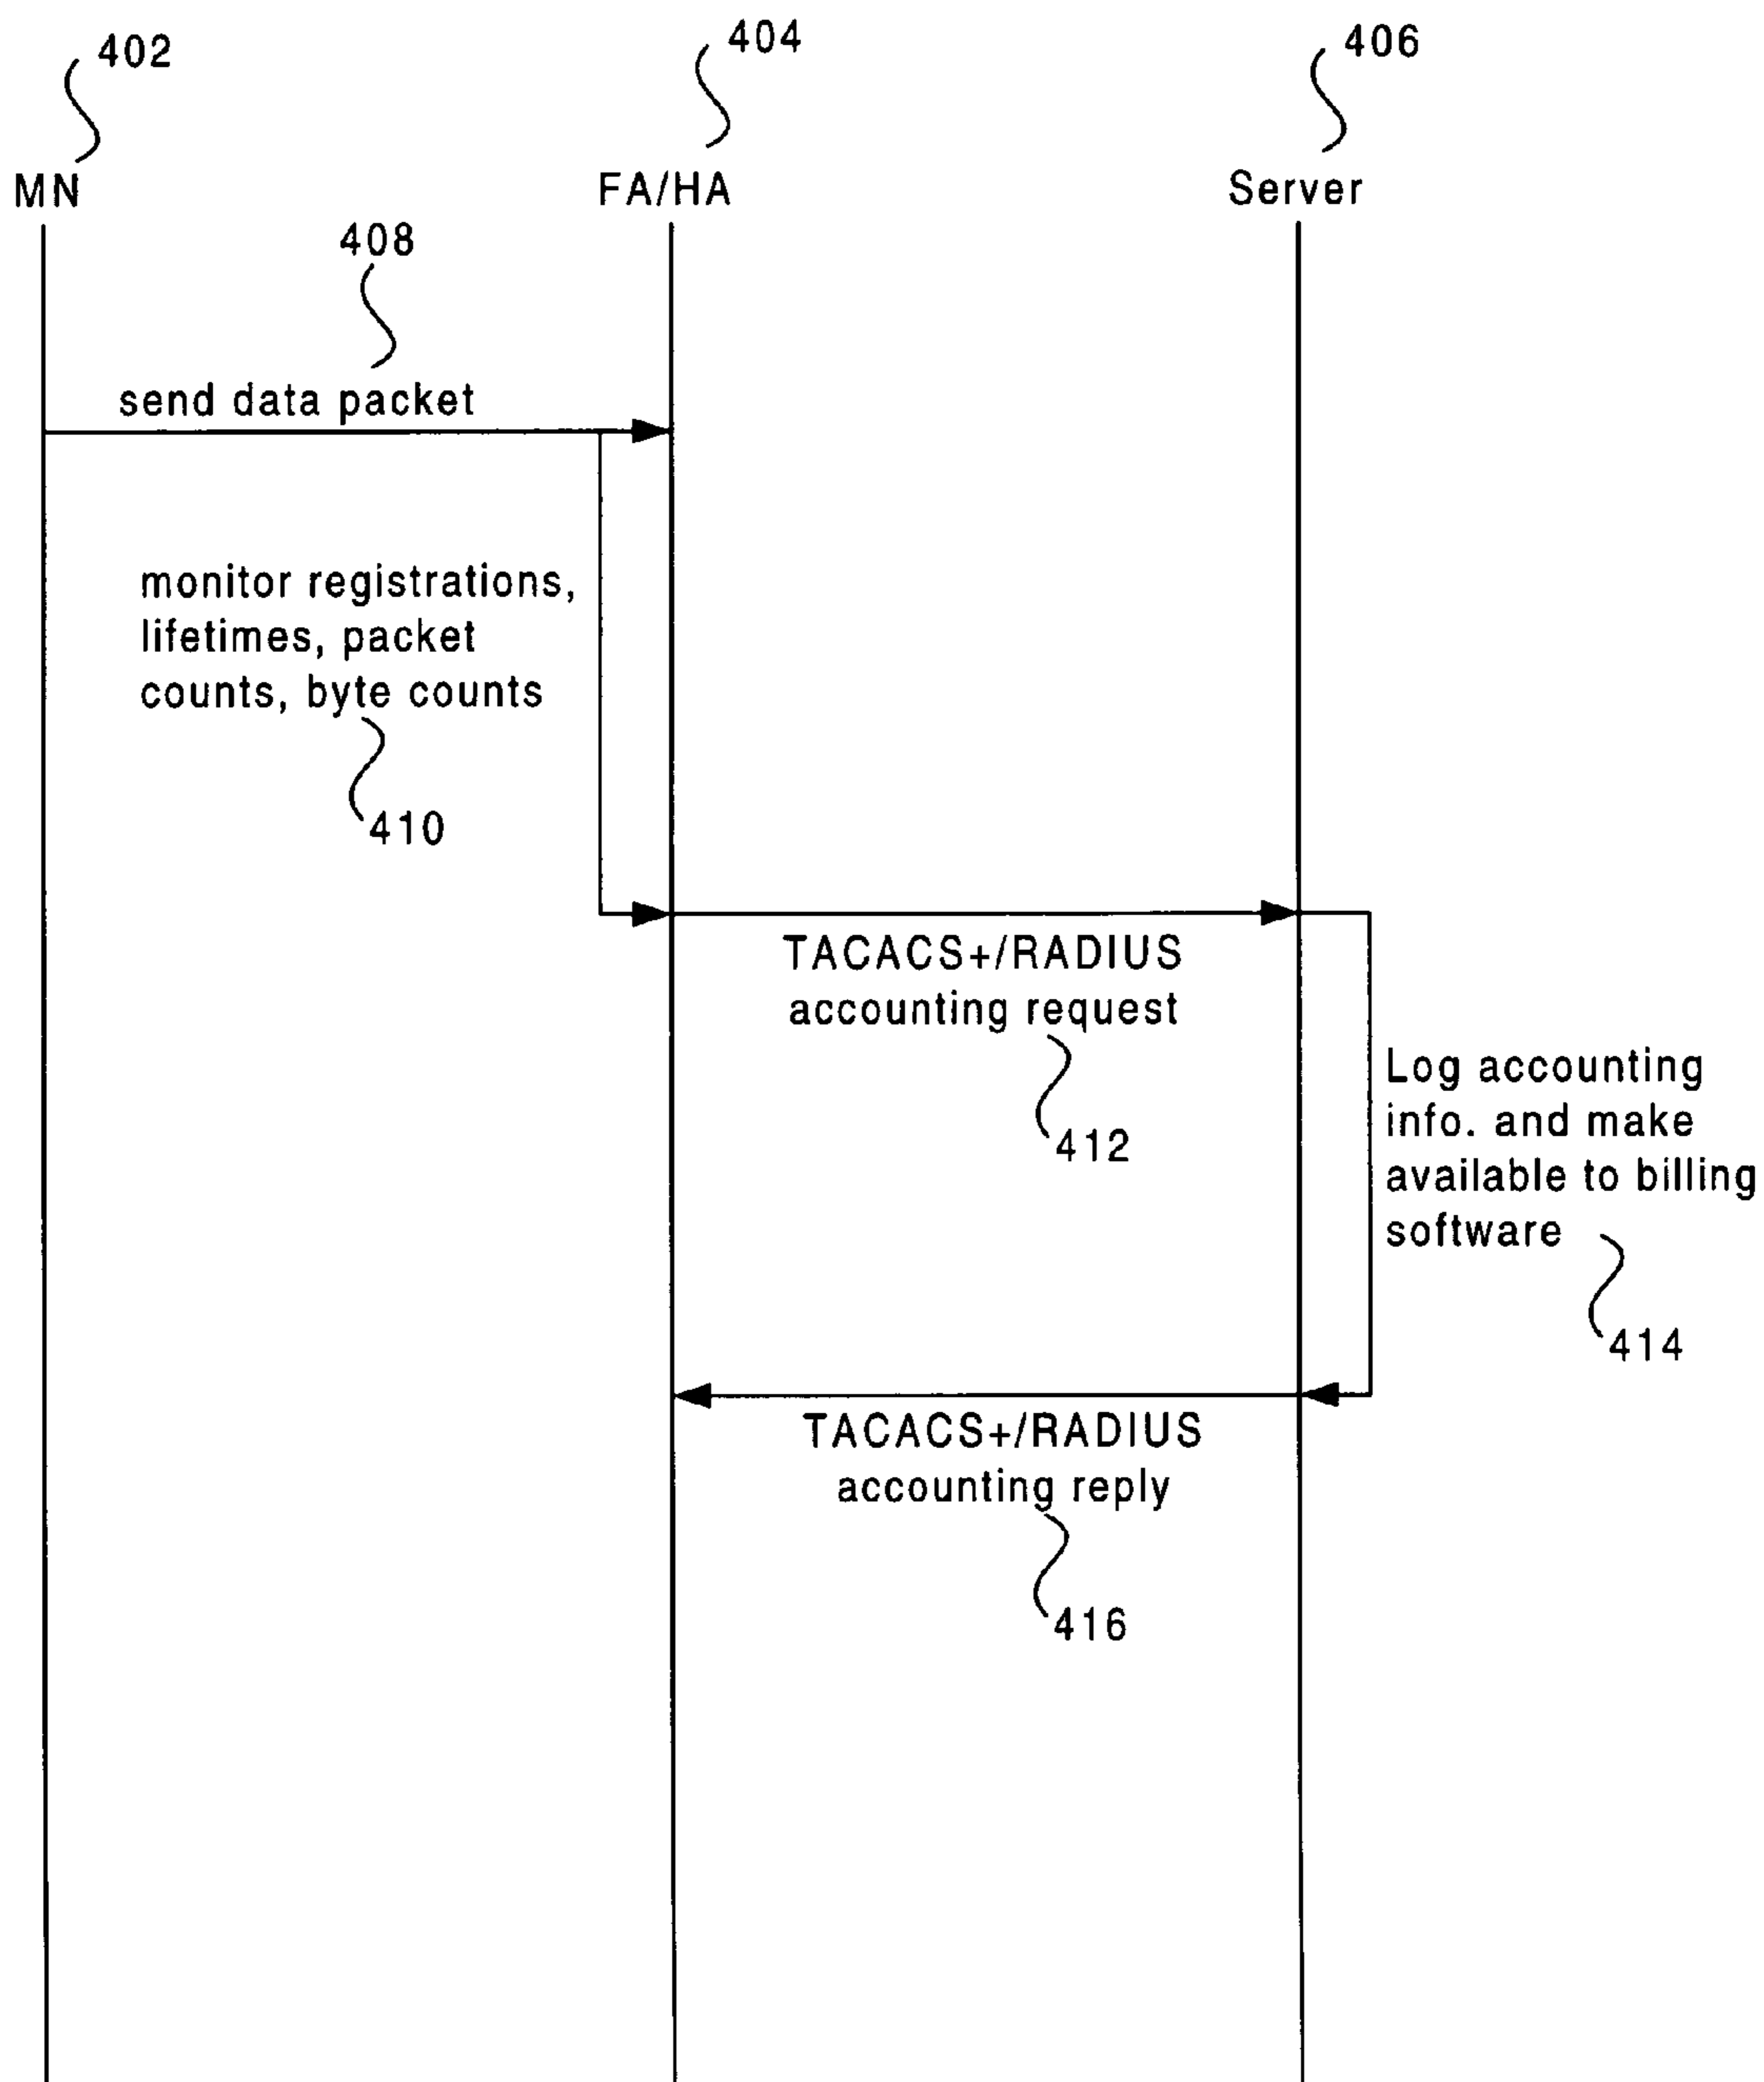 402
404
406
MN
FA/HA
Server
408
send data packet
monitor registrations,
lifetimes, packet
counts, byte counts
410
TACACS+/RADIUS
accounting request
412
Log accounting
info. and make
available to billing
software
414
TACACS+/RADIUS
accounting reply
416